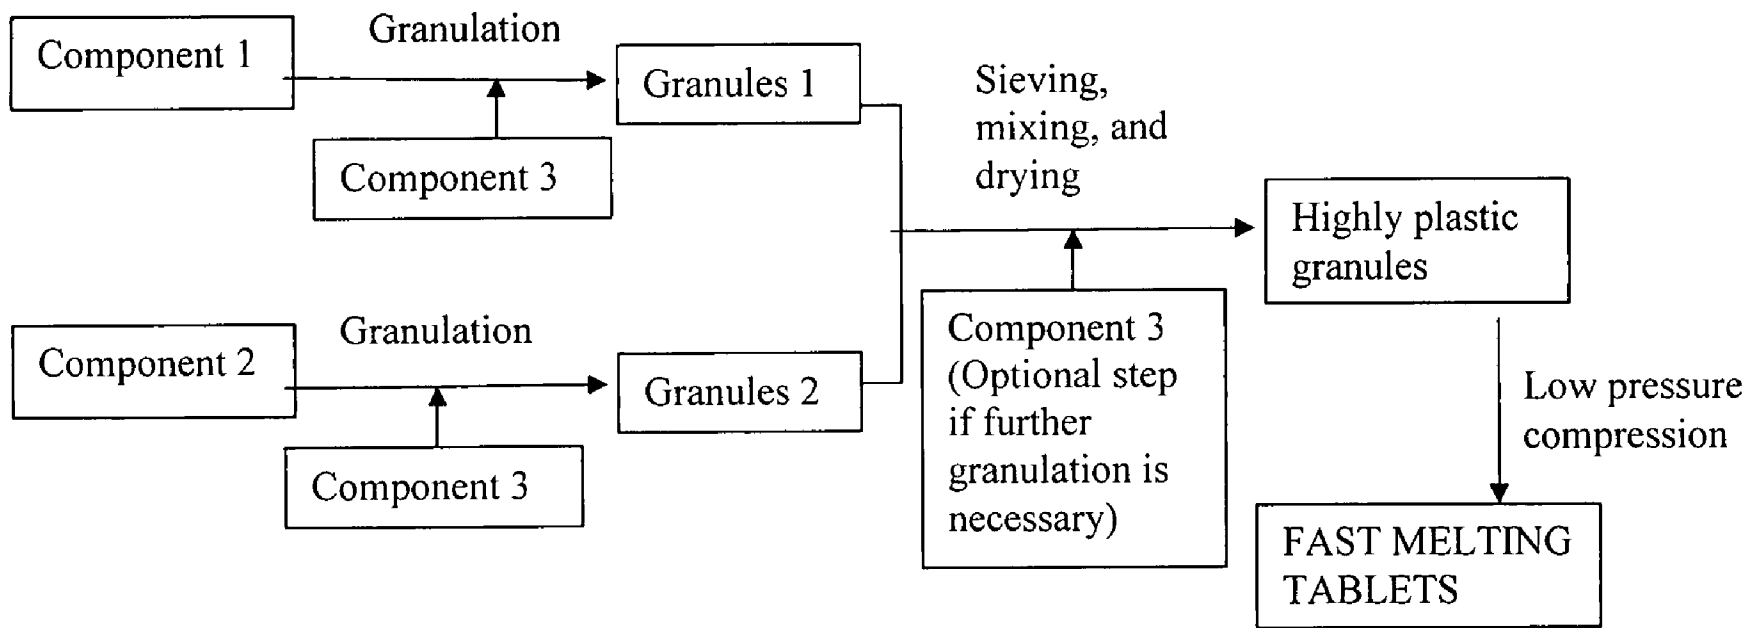 Component 1
Granulation
Granules 1
Component 3
Sieving,
mixing, and
drying
Highly plastic
granules
Component 2
Granulation
Granules 2
Component 3
Component 3
(Optional step
if further
granulation is
necessary)
Low pressure
compression
FAST MELTING
TABLETS